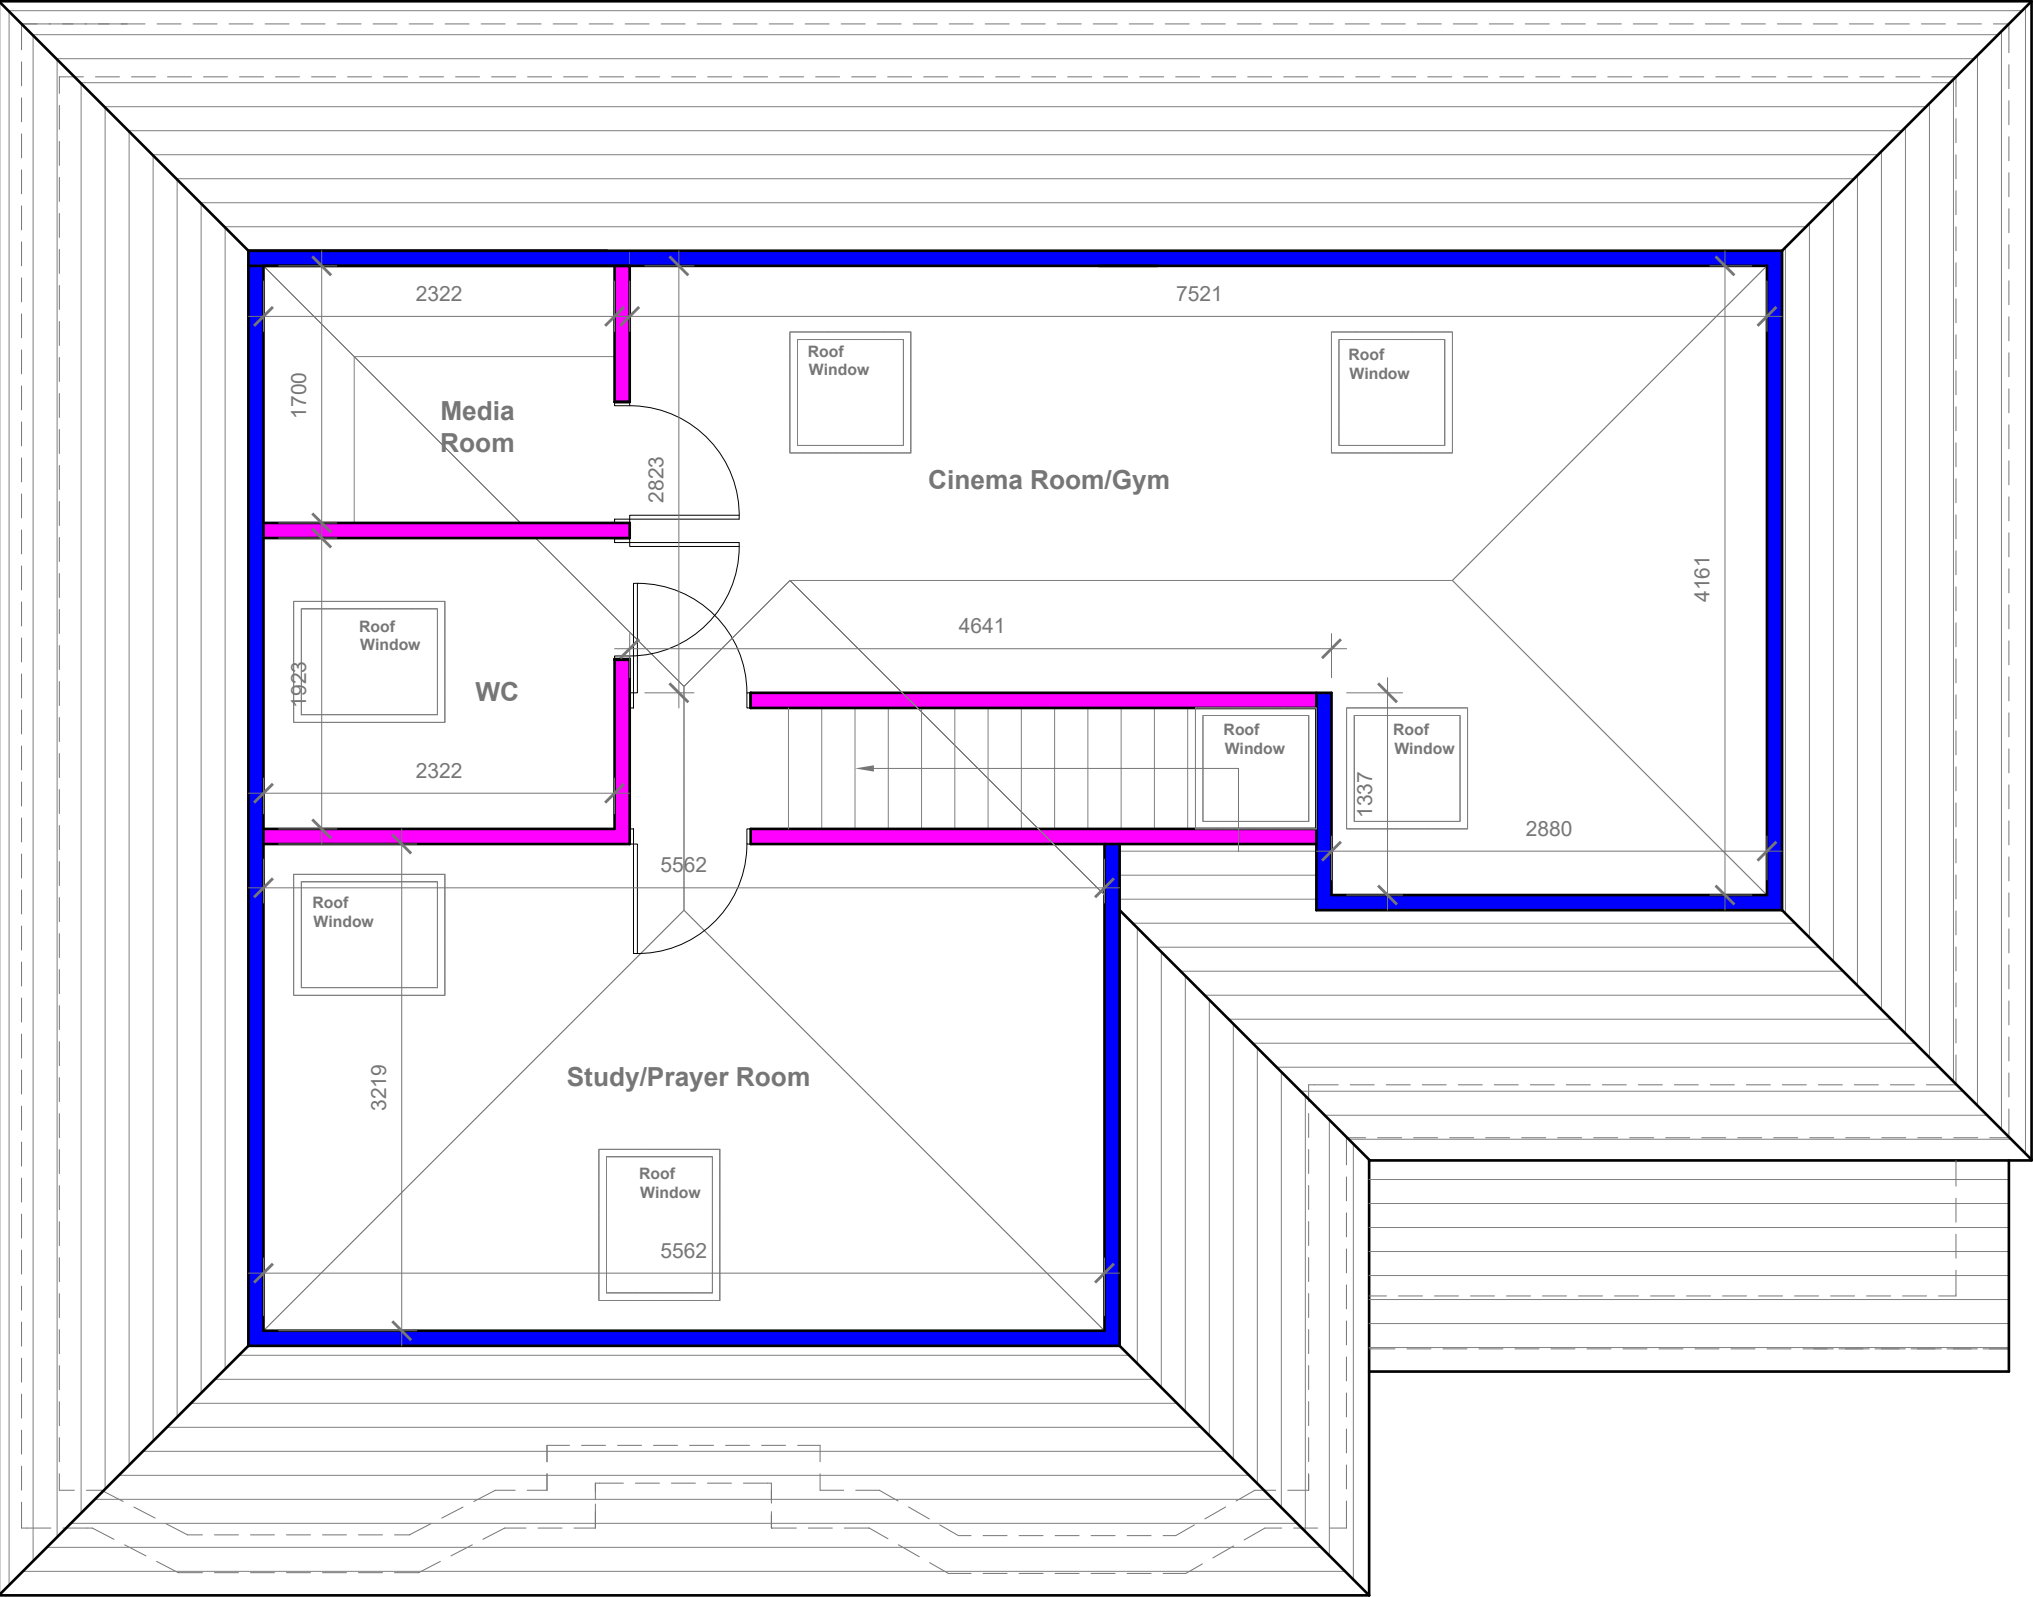 2322
7521
Roof
Window
Roof
Window
1700
Media
Room
2823
Cinema Room/Gym
4161
4641
Roof
Window
1923
WC
2322
Roof
Window
Roof
Window
1337
2880
5562
Roof
Window
3219
Study/Prayer Room
Roof
Window
5562